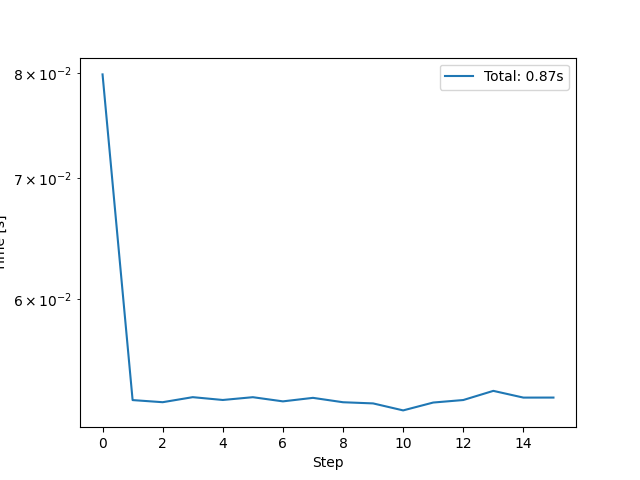 Total: 0.87s
8 × 10⁻²
7 × 10⁻²
6 × 10⁻²
[s]
0 2 4 6 8 10 12 14
Step